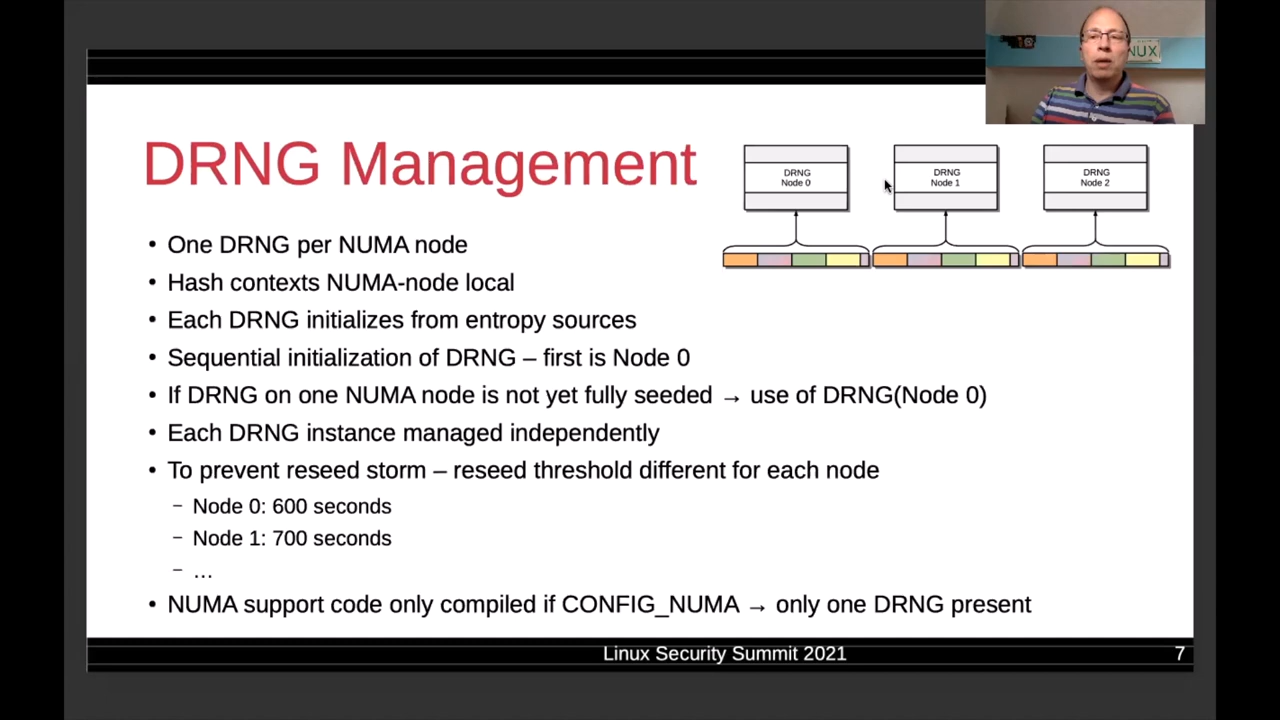 NUX
DRNG Management
DRNG
Node 0
DRNG
Node 1
DRNG
Node 2
• One DRNG per NUMA node
• Hash contexts NUMA-node local
• Each DRNG initializes from entropy sources
• Sequential initialization of DRNG – first is Node 0
• If DRNG on one NUMA node is not yet fully seeded → use of DRNG(Node 0)
• Each DRNG instance managed independently
• To prevent reseed storm – reseed threshold different for each node
– Node 0: 600 seconds
– Node 1: 700 seconds
– …
• NUMA support code only compiled if CONFIG_NUMA → only one DRNG present
Linux Security Summit 2021
7